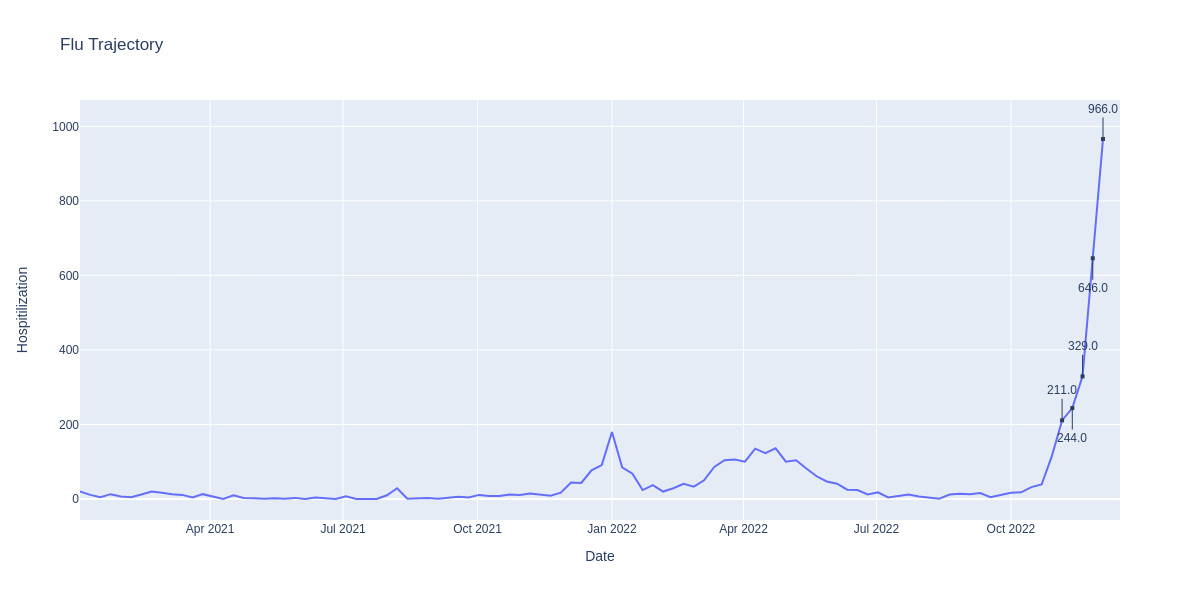 Flu Trajectory
966.0
1000
800
646.0
600
329.0
400
211.0
244.0
200
0
Hospitilization
Apr 2021
Jul 2021
Oct 2021
Jan 2022
Apr 2022
Jul 2022
Oct 2022
Date